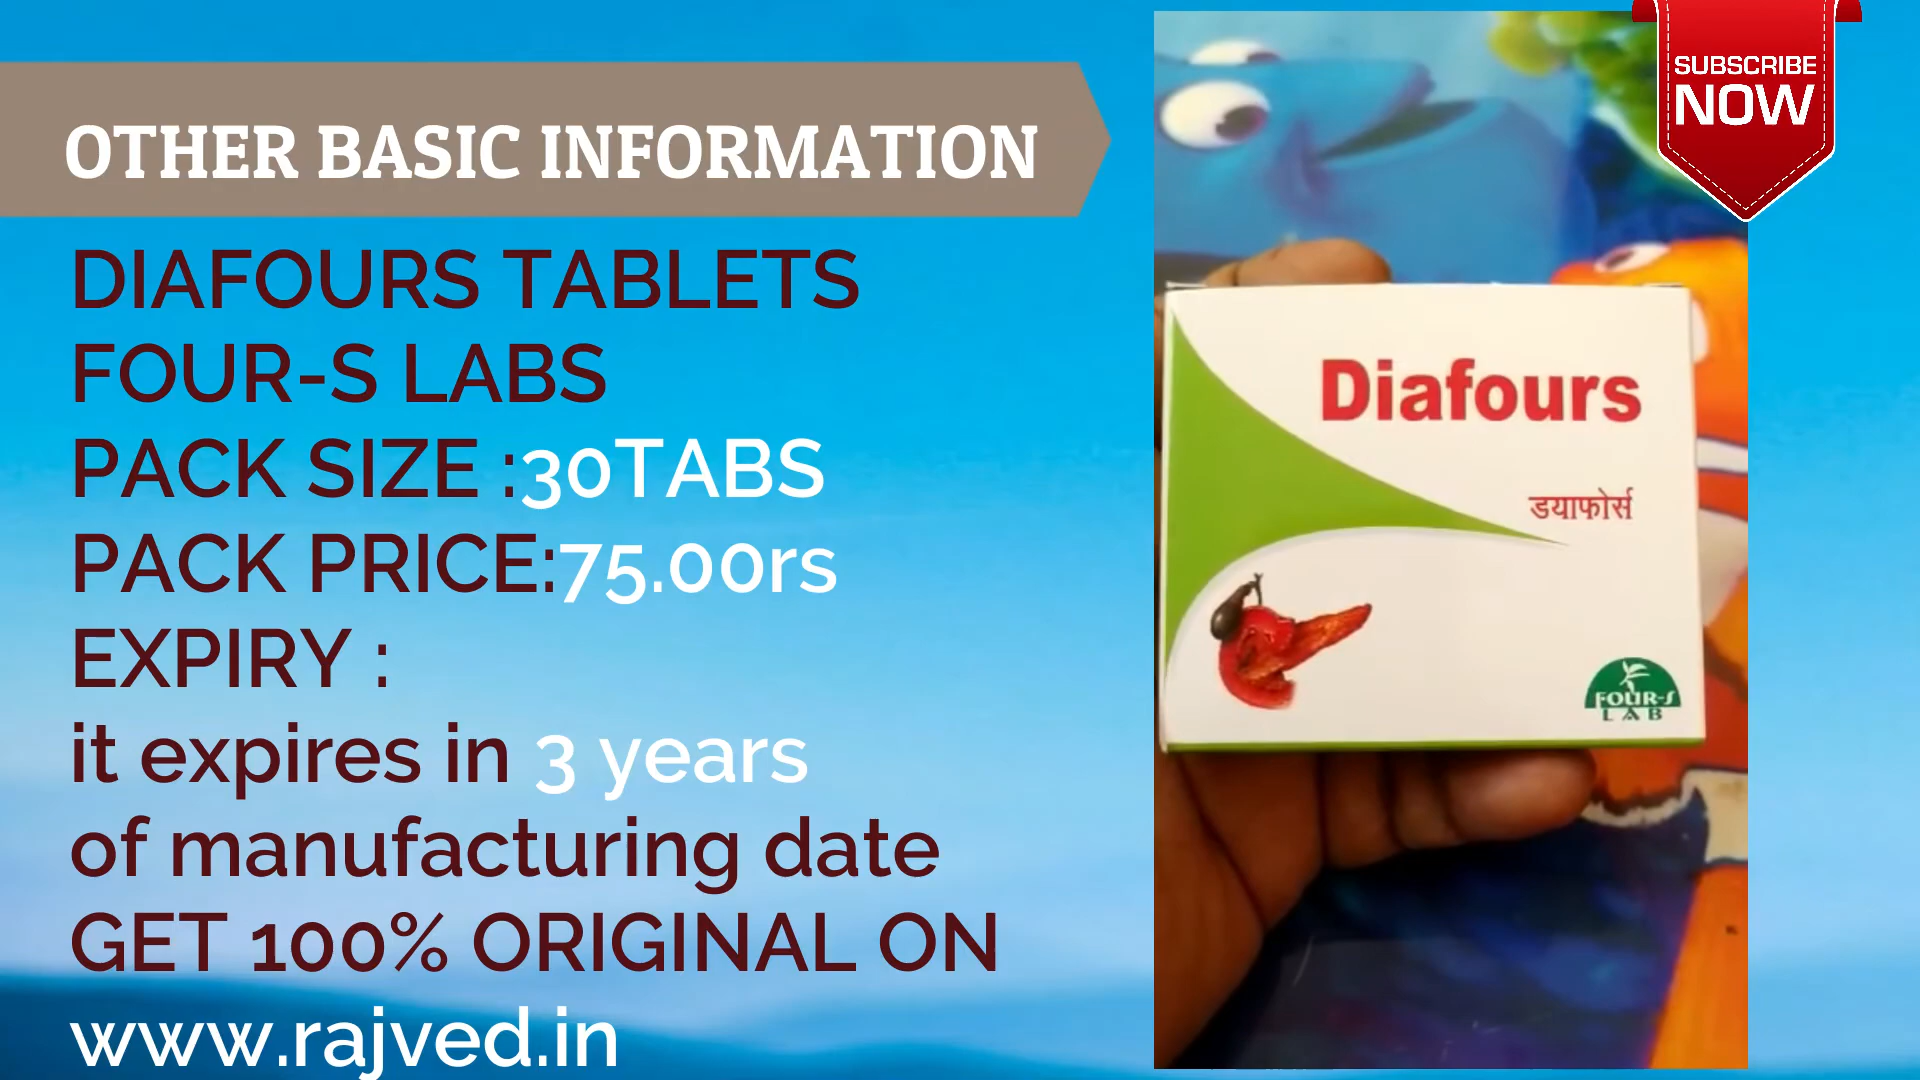 OTHER BASIC INFORMATION
DIAFOURS TABLETS
FOUR-S LABS
PACK SIZE :30TABS
PACK PRICE:75.00rs
EXPIRY :
it expires in 3 years
of manufacturing date
GET 100% ORIGINAL ON
www.rajved.in
SUBSCRIBE
NOW
Diafours
डयाफोर्स
FOUR-S
LAB